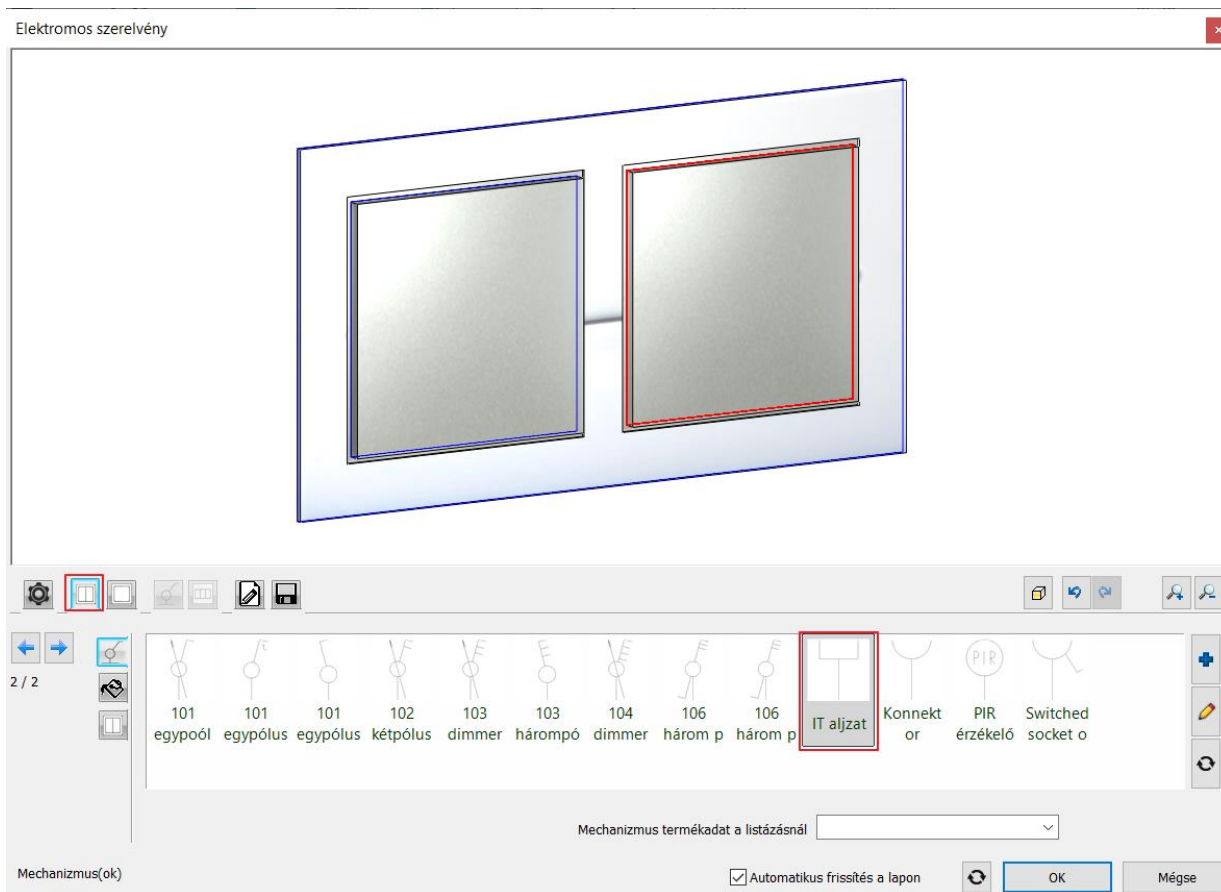 Elektromos szerelvény
2 / 2
101
egypoól
101
egypólus
101
egypólus
102
kétpólus
103
dimmer
103
hárompó
104
dimmer
106
három p
106
három p
IT aljzat
Konnekt
or
PIR
PIR
érzékelő
Switched
socket o
Mechanizmus termékadat a listázásnál
Mechanizmus(ok)
Automatikus frissítés a lapon
OK
Mégse